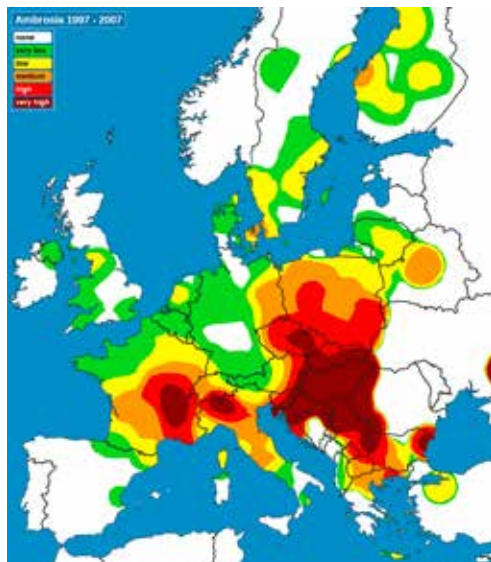 Ambrosia 1997 - 2007
none
very low
low
medium
high
very high